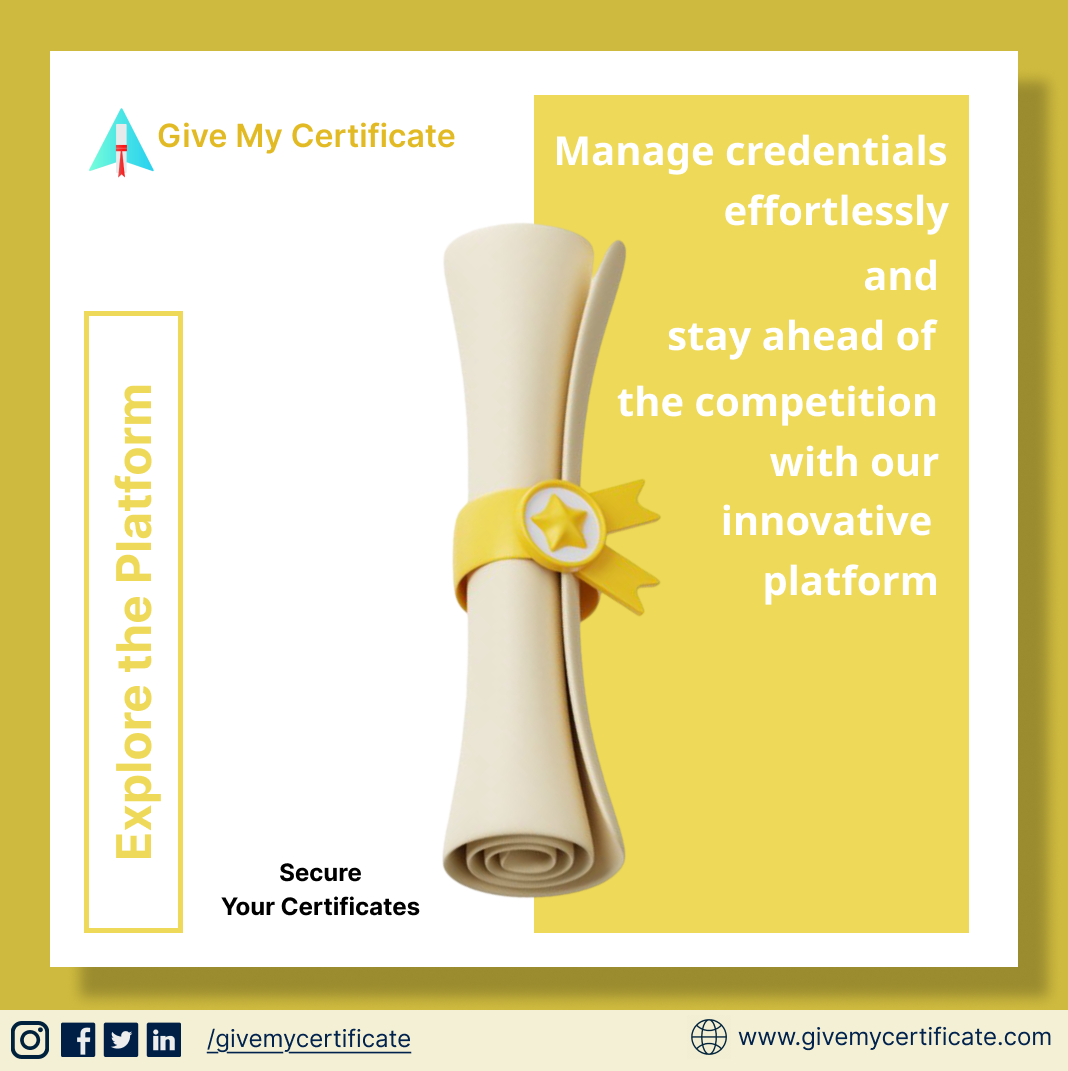 Give My Certificate
Manage credentials
effortlessly
and
stay ahead of
the competition
with our
innovative
platform
Explore the Platform
Secure
Your Certificates
/givemycertificate
www.givemycertificate.com